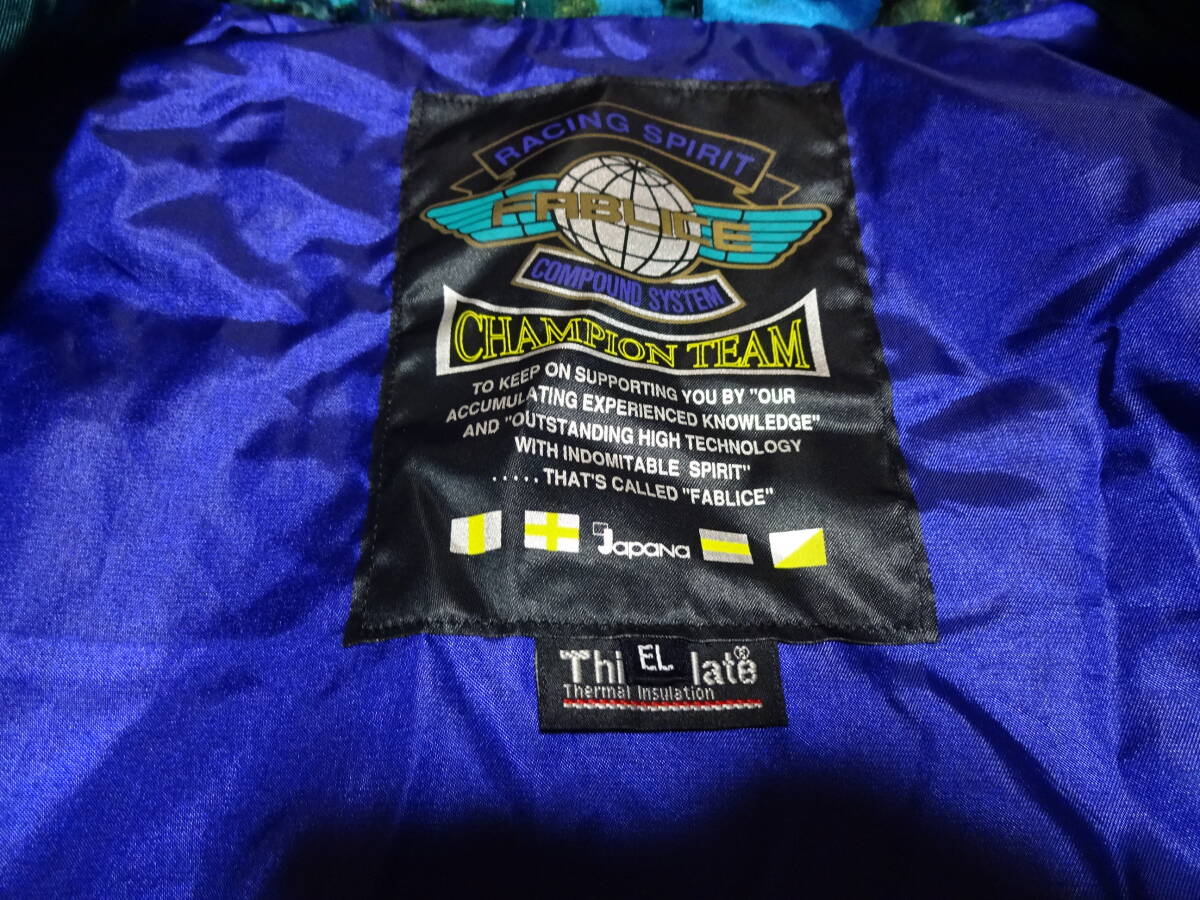 RACING SPIRIT
FABLICE
COMPOUND SYSTEM
CHAMPION TEAM
TO KEEP ON SUPPORTING YOU BY "OUR
ACCUMULATING EXPERIENCED KNOWLEDGE"
AND "OUTSTANDING HIGH TECHNOLOGY
WITH INDOMITABLE SPIRIT"
.....THAT'S CALLED "FABLICE"
Japana
Thi EL late®
Thermal Insulation